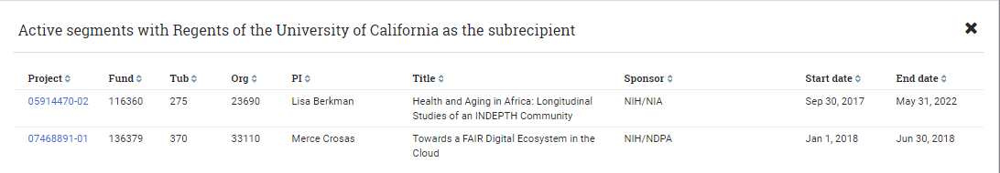 Active segments with Regents of the University of California as the subrecipient
Project Fund Tub Org PI Title Sponsor Start date End date
05914470-02 116360 275 23690 Lisa Berkman Health and Aging in Africa: Longitudinal NIH/NIA Sep 30, 2017 May 31, 2022
Studies of an INDEPTH Community
07468891-01 136379 370 33110 Merce Crosas Towards a FAIR Digital Ecosystem in the NIH/NDPA Jan 1, 2018 Jun 30, 2018
Cloud